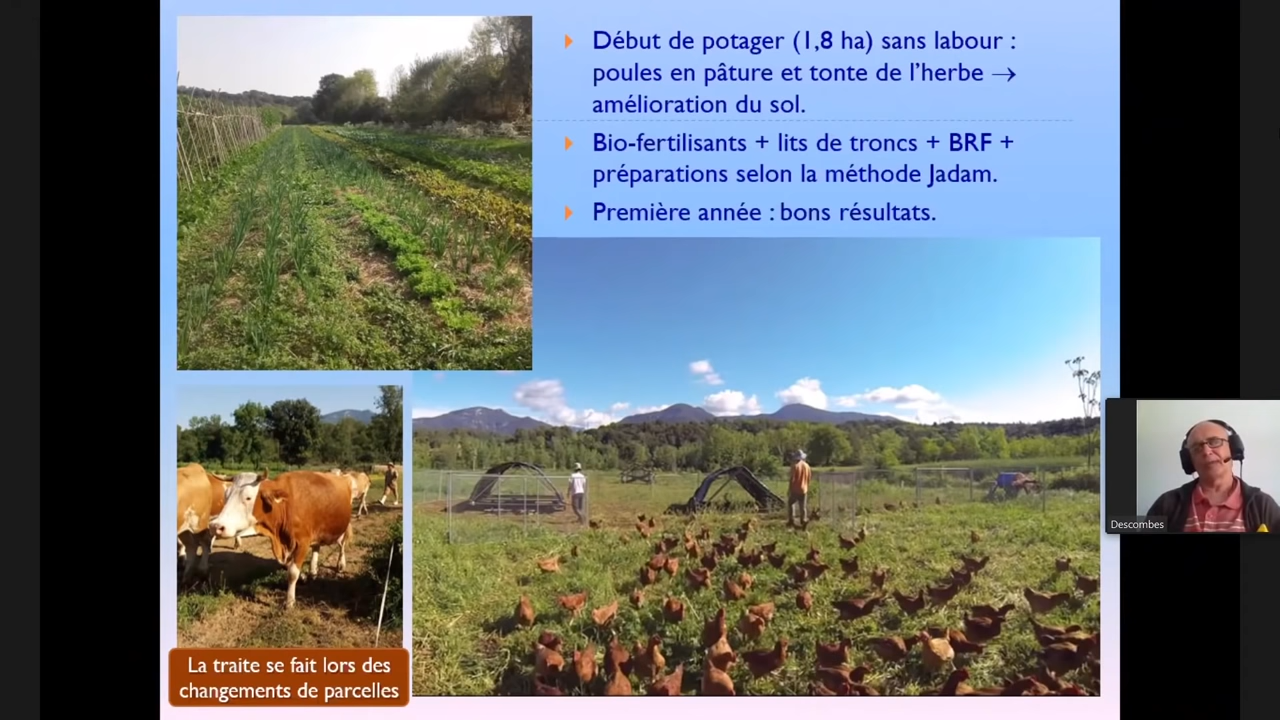 Début de potager (1,8 ha) sans labour :
poules en pâture et tonte de l'herbe →
amélioration du sol.
Bio-fertilisants + lits de troncs + BRF +
préparations selon la méthode Jadam.
Première année : bons résultats.
Descombes
La traite se fait lors des
changements de parcelles